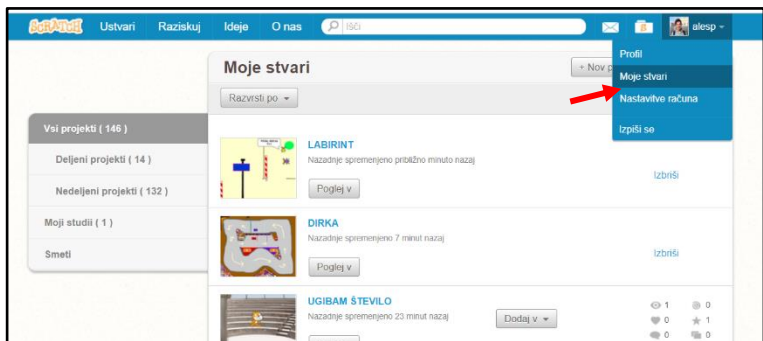 SCRATCH Ustvari Raziskuj Ideje O nas Išči alesp
Profil
Moje stvari
Nastavitve računa
Izpiši se
Moje stvari
+ Nov p
Razvrsti po
Vsi projekti ( 146 )
Deljeni projekti ( 14 )
Nedeljeni projekti ( 132 )
Moji studii ( 1 )
Smeti
LABIRINT
Nazadnje spremenjeno približno minuto nazaj
Poglej v
Izbriši
DIRKA
Nazadnje spremenjeno 7 minut nazaj
Poglej v
Izbriši
UGIBAM ŠTEVILO
Nazadnje spremenjeno 23 minut nazaj
Dodaj v
1 0
0 1
0 0